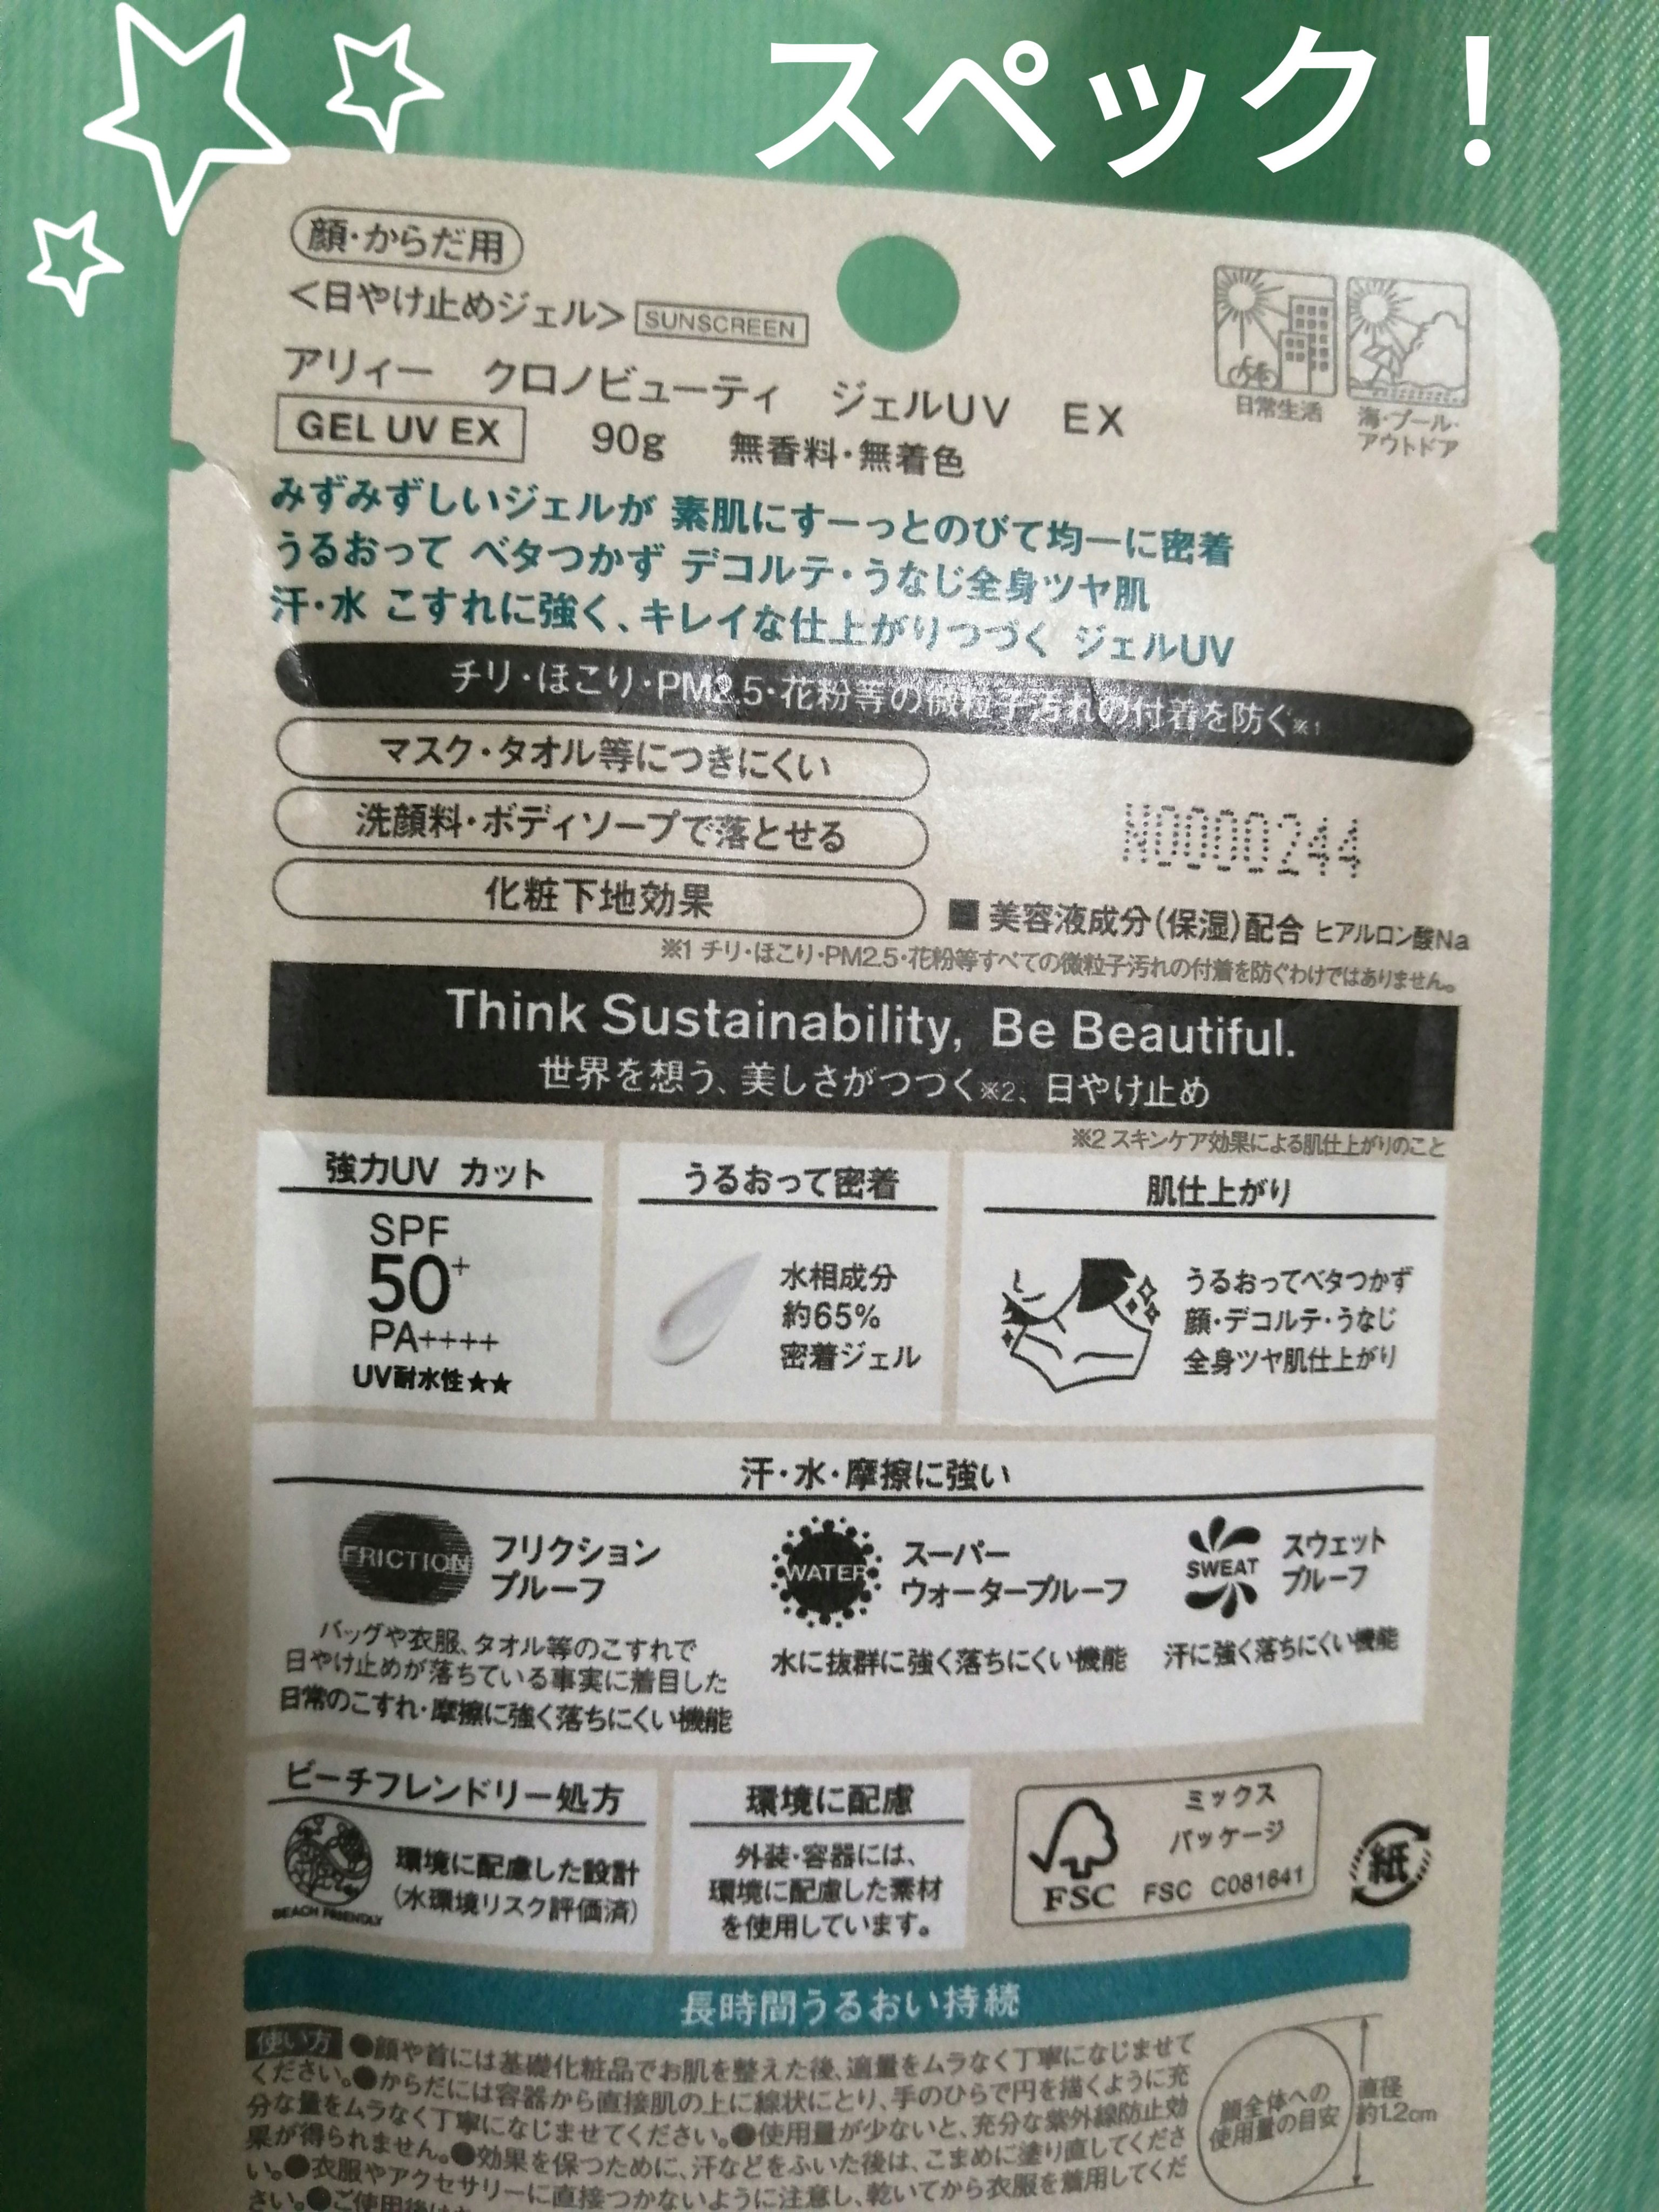 スペック！
顔・からだ用
<日やけ止めジェル> SUNSCREEN
アリィー クロノビューティ ジェルUV EX
GEL UV EX 90g 無香料・無着色
日常生活
海・プール・
アウトドア
みずみずしいジェルが 素肌にすーっとのびて均一に密着
うるおって ベタつかず デコルテ・うなじ全身ツヤ肌
汗・水 こすれに強く、キレイな仕上がりつづく ジェルUV
チリ・ほこり・PM2.5・花粉等の微粒子汚れの付着を防ぐ※1
マスク・タオル等につきにくい
洗顔料・ボディソープで落とせる
化粧下地効果
N0000244
■ 美容液成分(保湿)配合 ヒアルロン酸Na
※1 チリ・ほこり・PM2.5・花粉等すべての微粒子汚れの付着を防ぐわけではありません。
Think Sustainability, Be Beautiful.
世界を想う、美しさがつづく※2、日やけ止め
※2 スキンケア効果による肌仕上がりのこと
強力UV カット
SPF
50+
PA++++
UV耐水性★★
うるおって密着
水相成分
約65%
密着ジェル
肌仕上がり
うるおってベタつかず
顔・デコルテ・うなじ
全身ツヤ肌仕上がり
汗・水・摩擦に強い
FRICTION
フリクション
プルーフ
バッグや衣服、タオル等のこすれで
日やけ止めが落ちている事実に着目した
日常のこすれ・摩擦に強く落ちにくい機能
WATER
スーパー
ウォータープルーフ
水に抜群に強く落ちにくい機能
SWEAT
スウェット
プルーフ
汗に強く落ちにくい機能
ビーチフレンドリー処方
BEACH FRIENDLY
環境に配慮した設計
(水環境リスク評価済)
環境に配慮
外装・容器には、
環境に配慮した素材
を使用しています。
FSC
ミックス
パッケージ
FSC C081641
紙
長時間うるおい持続
使い方 ●顔や首には基礎化粧品でお肌を整えた後、適量をムラなく丁寧になじませて
ください。●からだには容器から直接肌の上に線状にとり、手のひらで円を描くように充
分な量をムラなく丁寧になじませてください。●使用量が少ないと、充分な紫外線防止効
果が得られません。●効果を保つために、汗などをふいた後は、こまめに塗り直してくださ
い。●衣服やアクセサリーに直接つかないように注意し、乾いてから衣服を着用してくだ
さい。●ご使用後は
顔全体への
使用量の目安
直径
約1.2cm